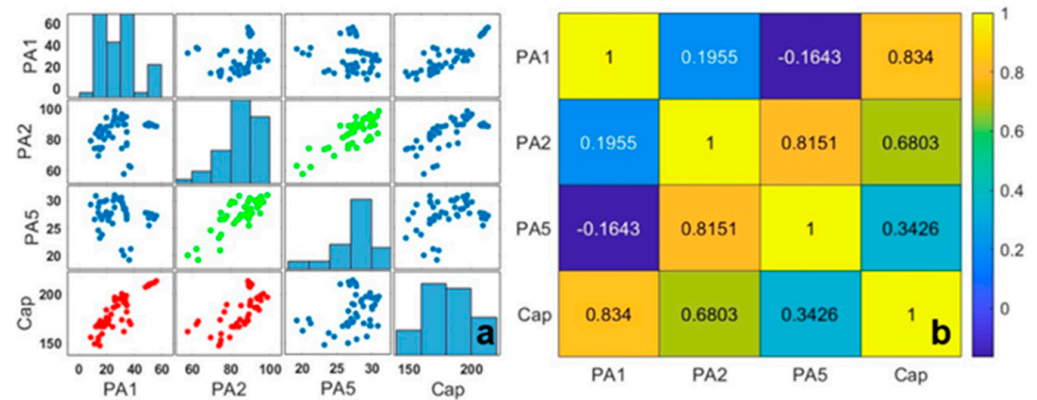 PA1
60
40
20
0
PA2
100
80
60
PA5
30
25
20
Cap
200
150
0 20 40 60
60 80 100
20 25 30
150 200
PA1 PA2 PA5 Cap
a
PA1 1 0.1955 -0.1643 0.834
PA2 0.1955 1 0.8151 0.6803
PA5 -0.1643 0.8151 1 0.3426
Cap 0.834 0.6803 0.3426 1
b
PA1 PA2 PA5 Cap
1
0.8
0.6
0.4
0.2
0